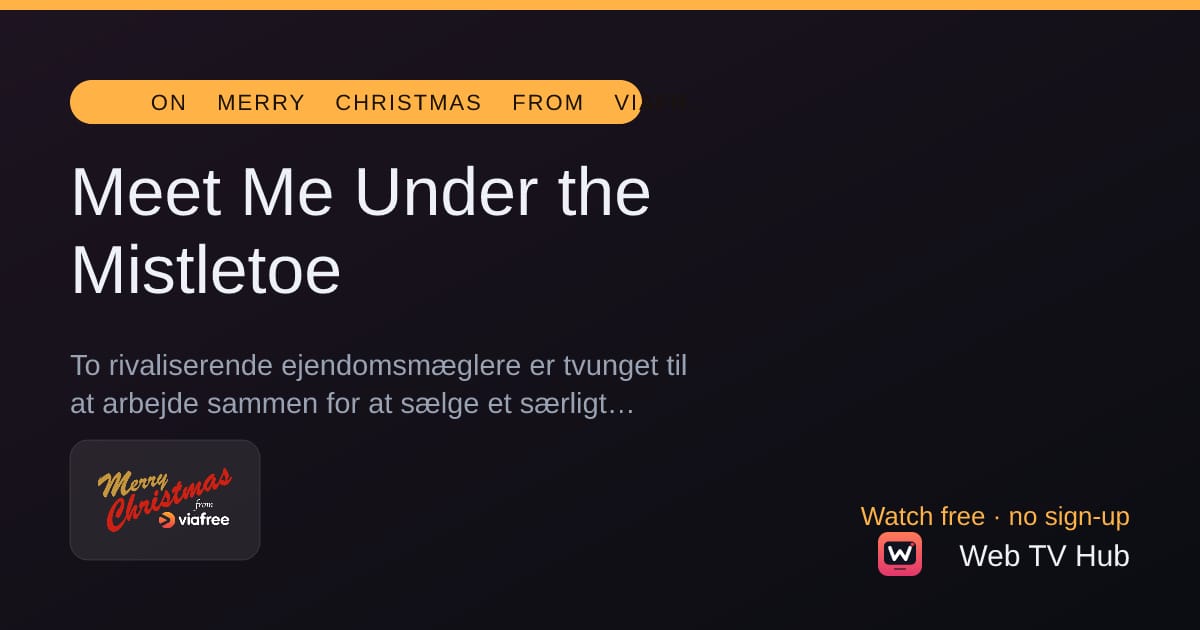 ON MERRY CHRISTMAS FROM VIAFREE
Meet Me Under the
Mistletoe
To rivaliserende ejendomsmæglere er tvunget til
at arbejde sammen for at sælge et særligt…
Merry
Christmas
from
viafree
Watch free · no sign-up
W
Web TV Hub